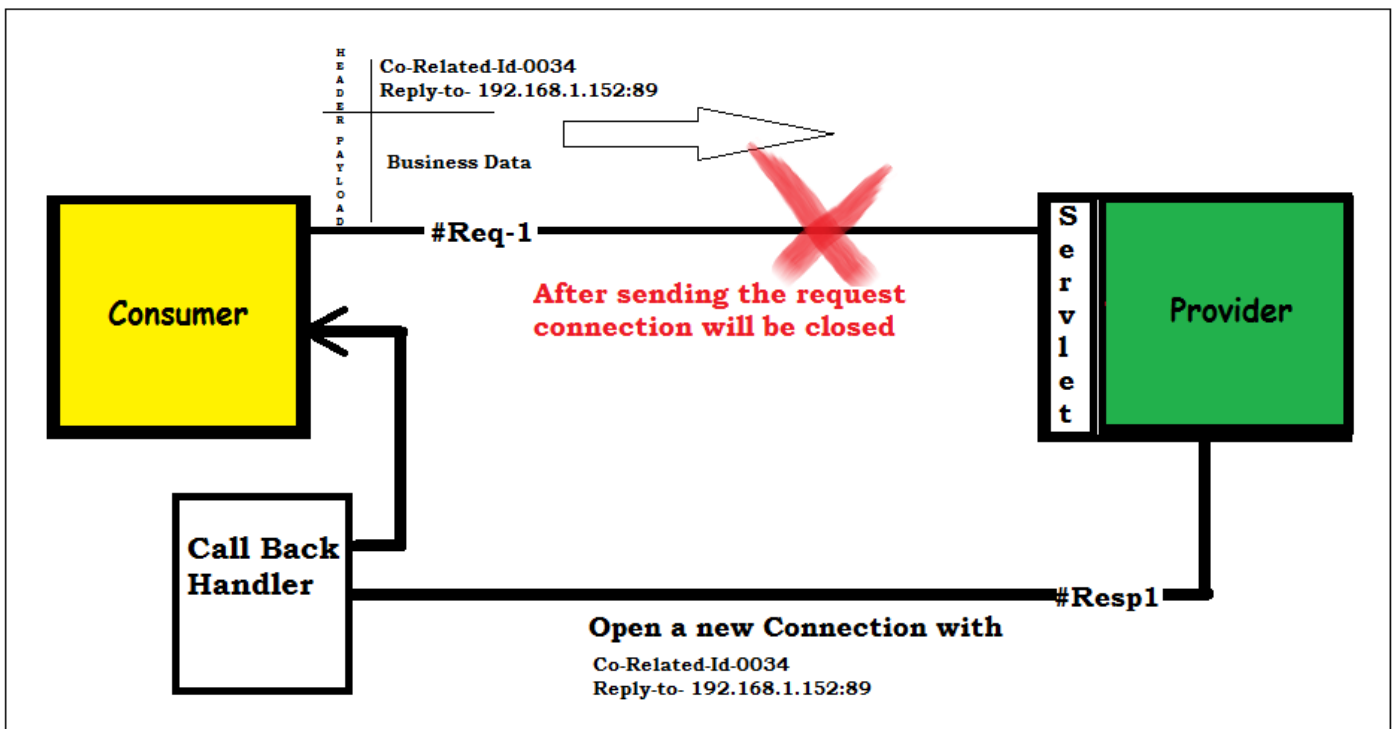 HEADER PAYLOAD
Co-Related-Id-0034
Reply-to- 192.168.1.152:89
Business Data
#Req-1
After sending the request
connection will be closed
Consumer
Servlet
Provider
Call Back
Handler
#Resp1
Open a new Connection with
Co-Related-Id-0034
Reply-to- 192.168.1.152:89